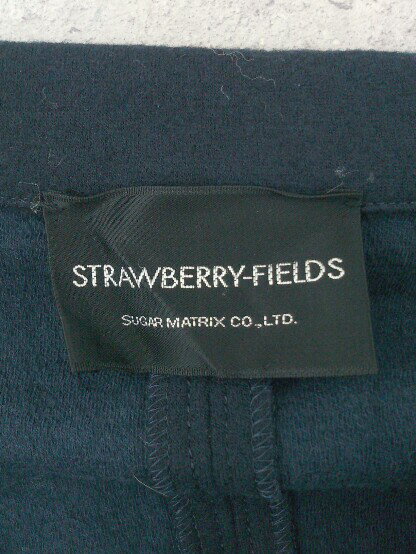 STRAWBERRY-FIELDS
SUGAR MATRIX CO.,LTD.